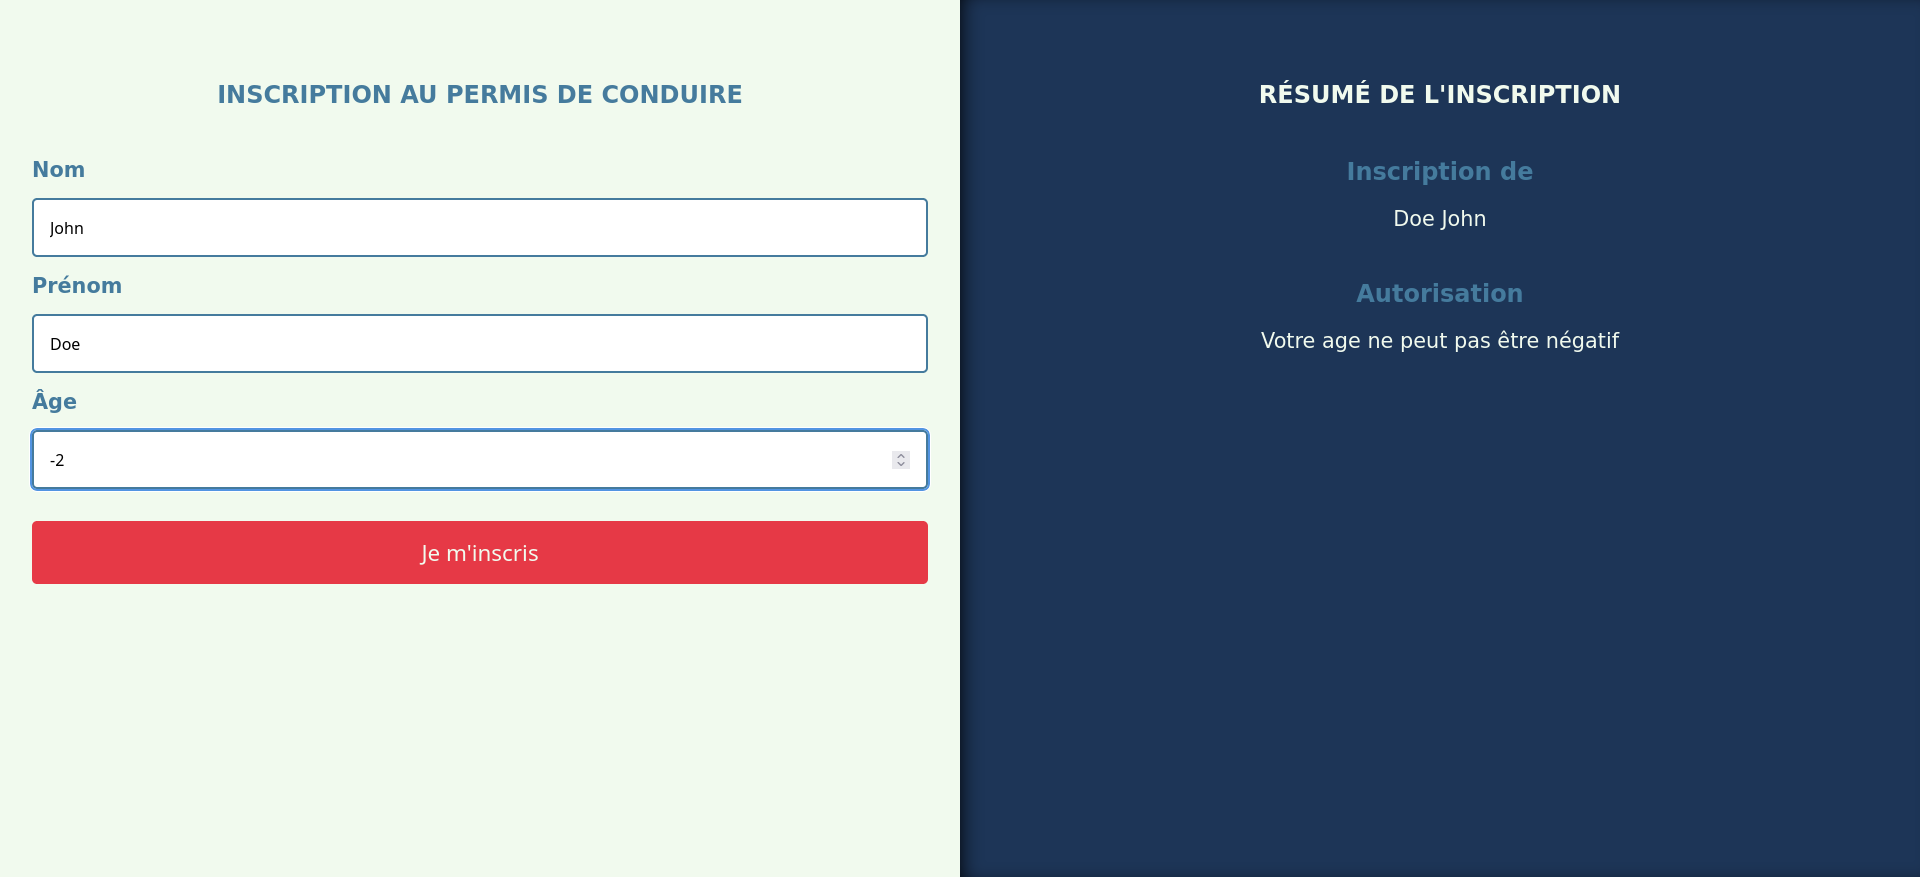 INSCRIPTION AU PERMIS DE CONDUIRE
Nom
John
Prénom
Doe
Âge
-2
Je m'inscris
RÉSUMÉ DE L'INSCRIPTION
Inscription de
Doe John
Autorisation
Votre age ne peut pas être négatif